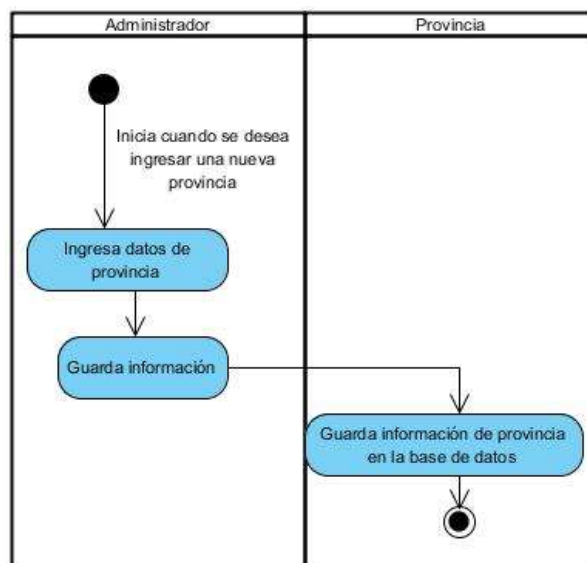 Administrador
Provincia
Inicia cuando se desea
ingresar una nueva
provincia
Ingresa datos de
provincia
Guarda información
Guarda información de provincia
en la base de datos